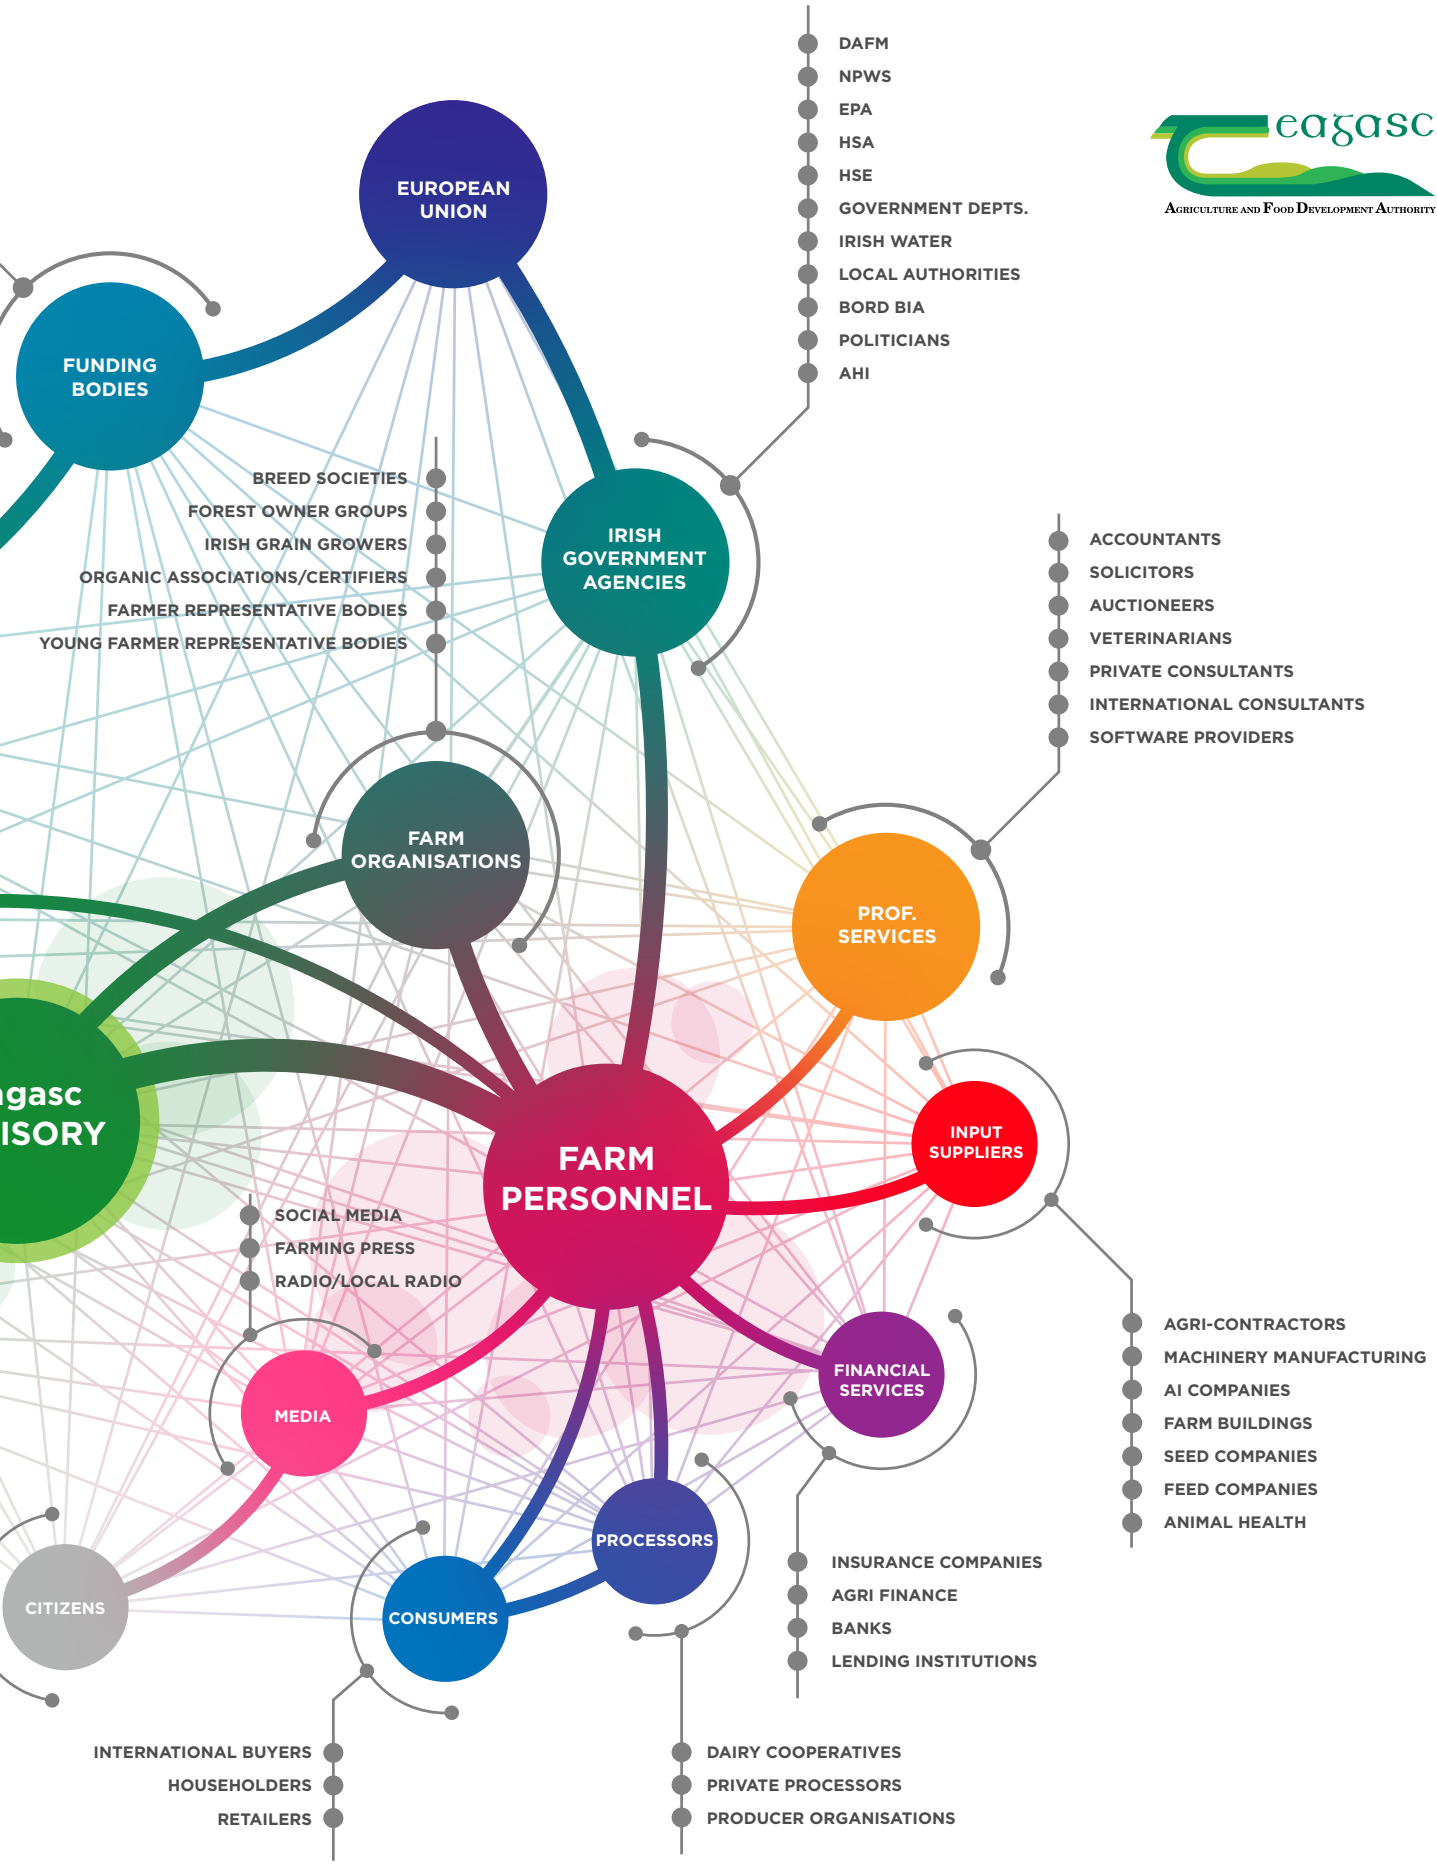 DAFM
NPWS
EPA
HSA
HSE
GOVERNMENT DEPTS.
IRISH WATER
LOCAL AUTHORITIES
BORD BIA
POLITICIANS
AHI
eagasc
AGRICULTURE AND FOOD DEVELOPMENT AUTHORITY
EUROPEAN
UNION
FUNDING
BODIES
BREED SOCIETIES
FOREST OWNER GROUPS
IRISH GRAIN GROWERS
ORGANIC ASSOCIATIONS/CERTIFIERS
FARMER REPRESENTATIVE BODIES
YOUNG FARMER REPRESENTATIVE BODIES
IRISH
GOVERNMENT
AGENCIES
ACCOUNTANTS
SOLICITORS
AUCTIONEERS
VETERINARIANS
PRIVATE CONSULTANTS
INTERNATIONAL CONSULTANTS
SOFTWARE PROVIDERS
FARM
ORGANISATIONS
PROF.
SERVICES
agasc
ISORY
FARM
PERSONNEL
INPUT
SUPPLIERS
SOCIAL MEDIA
FARMING PRESS
RADIO/LOCAL RADIO
MEDIA
FINANCIAL
SERVICES
AGRI-CONTRACTORS
MACHINERY MANUFACTURING
AI COMPANIES
FARM BUILDINGS
SEED COMPANIES
FEED COMPANIES
ANIMAL HEALTH
PROCESSORS
CITIZENS
CONSUMERS
INSURANCE COMPANIES
AGRI FINANCE
BANKS
LENDING INSTITUTIONS
INTERNATIONAL BUYERS
HOUSEHOLDERS
RETAILERS
DAIRY COOPERATIVES
PRIVATE PROCESSORS
PRODUCER ORGANISATIONS